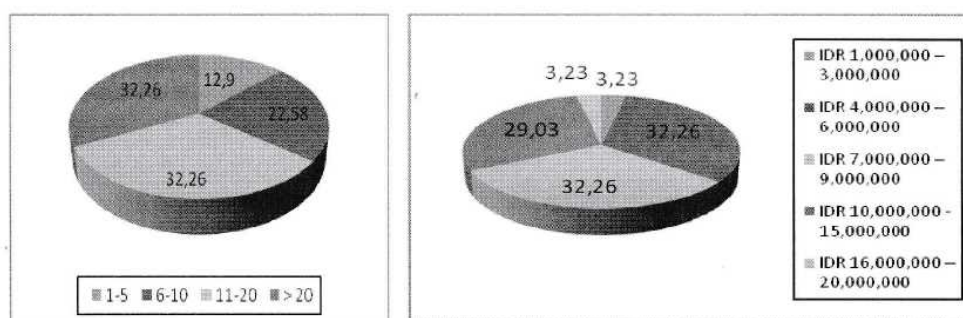 12,9
22,58
32,26
32,26
1-5 6-10 11-20 >20
3,23 3,23
32,26
29,03
32,26
IDR 1,000,000 –
3,000,000
IDR 4,000,000 –
6,000,000
IDR 7,000,000 –
9,000,000
IDR 10,000,000 -
15,000,000
IDR 16,000,000 –
20,000,000